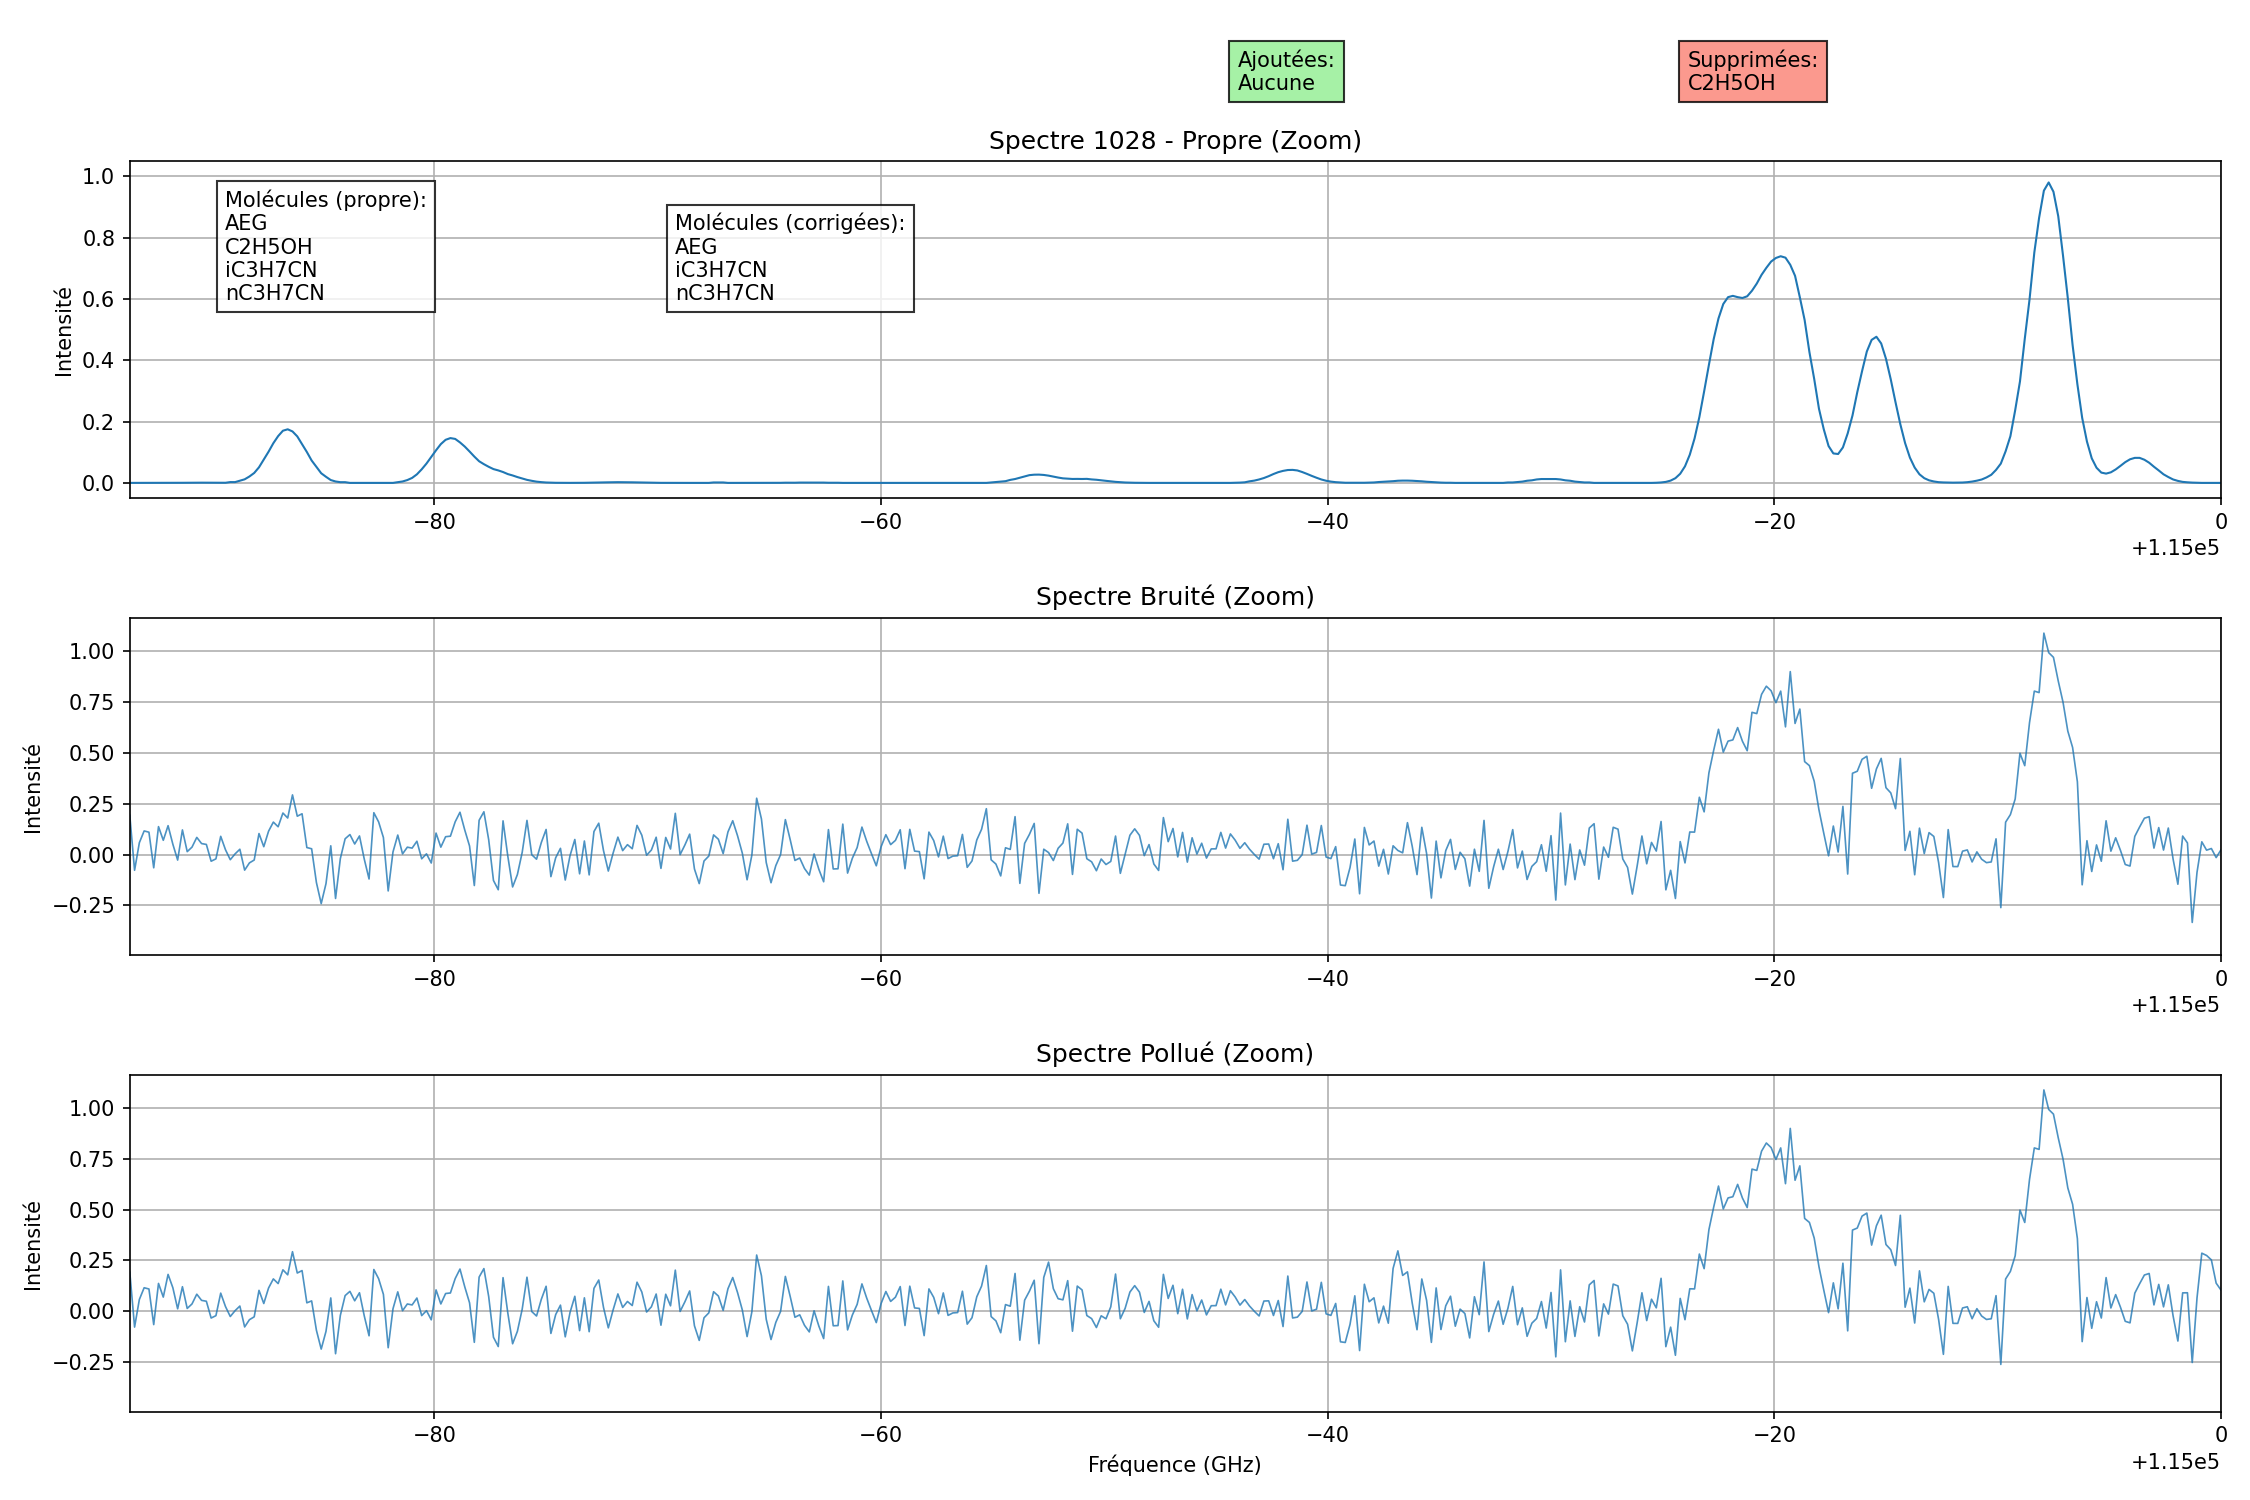 Ajoutées:
Aucune
Supprimées:
C2H5OH
Spectre 1028 - Propre (Zoom)
Molécules (propre):
AEG
C2H5OH
iC3H7CN
nC3H7CN
Molécules (corrigées):
AEG
iC3H7CN
nC3H7CN
Intensité
1.0
0.8
0.6
0.4
0.2
0.0
−80
−60
−40
−20
0
+1.15e5
Spectre Bruité (Zoom)
Intensité
1.00
0.75
0.50
0.25
0.00
−0.25
−80
−60
−40
−20
0
+1.15e5
Spectre Pollué (Zoom)
Intensité
1.00
0.75
0.50
0.25
0.00
−0.25
−80
−60
−40
−20
0
Fréquence (GHz)
+1.15e5